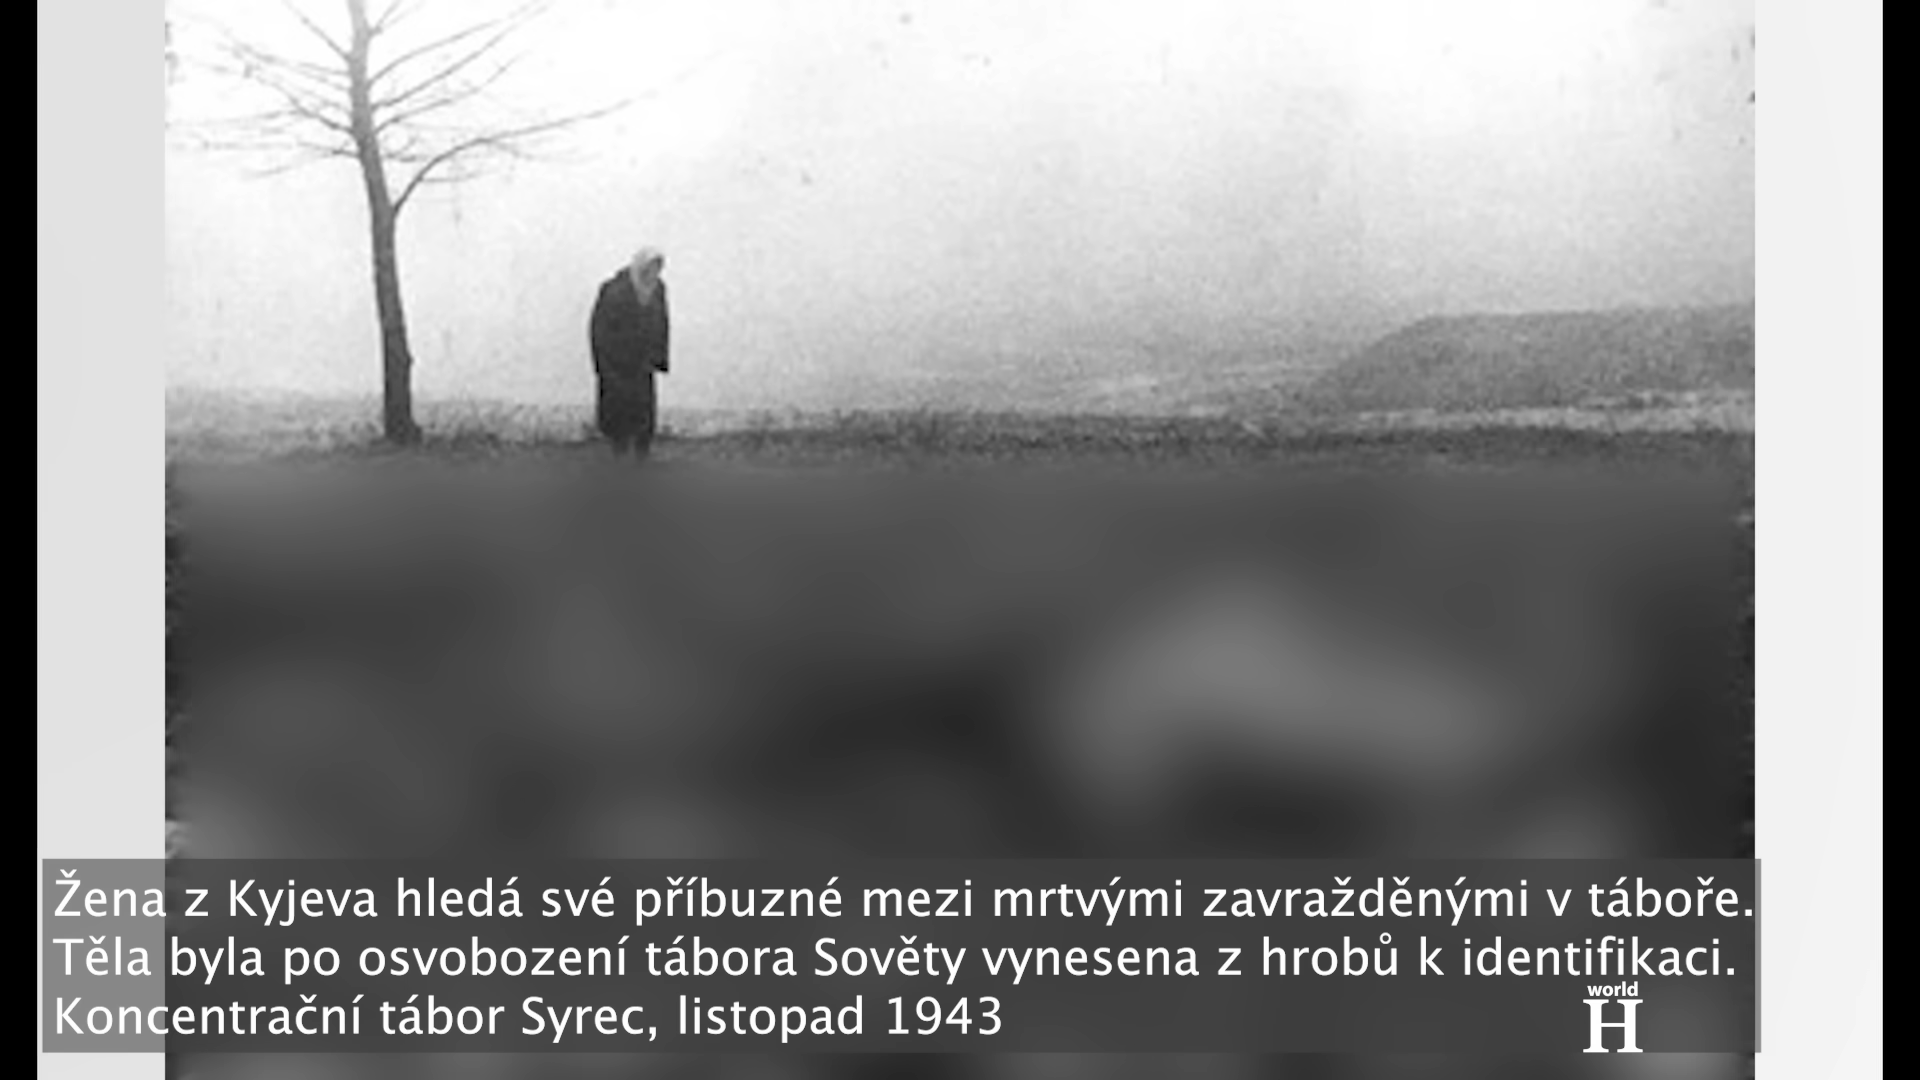 Žena z Kyjeva hledá své příbuzné mezi mrtvými zavražděnými v táboře.
Těla byla po osvobození tábora Sověty vynesena z hrobů k identifikaci.
Koncentrační tábor Syrec, listopad 1943
world
H